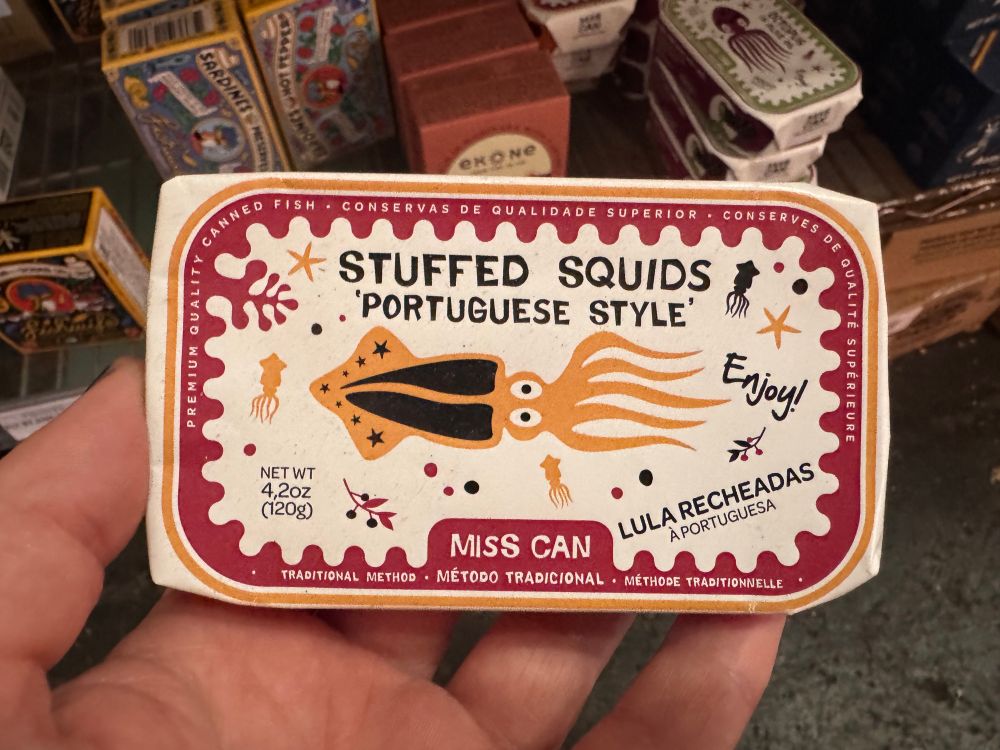 SARDINES
EKONE
PREMIUM QUALITY CANNED FISH • CONSERVAS DE QUALIDADE SUPERIOR • CONSERVES DE QUALITÉ SUPÉRIEURE
STUFFED SQUIDS
'PORTUGUESE STYLE'
Enjoy!
NET WT
4,2oz
(120g)
LULA RECHEADAS
À PORTUGUESA
MISS CAN
• TRADITIONAL METHOD • MÉTODO TRADICIONAL • MÉTHODE TRADITIONNELLE •